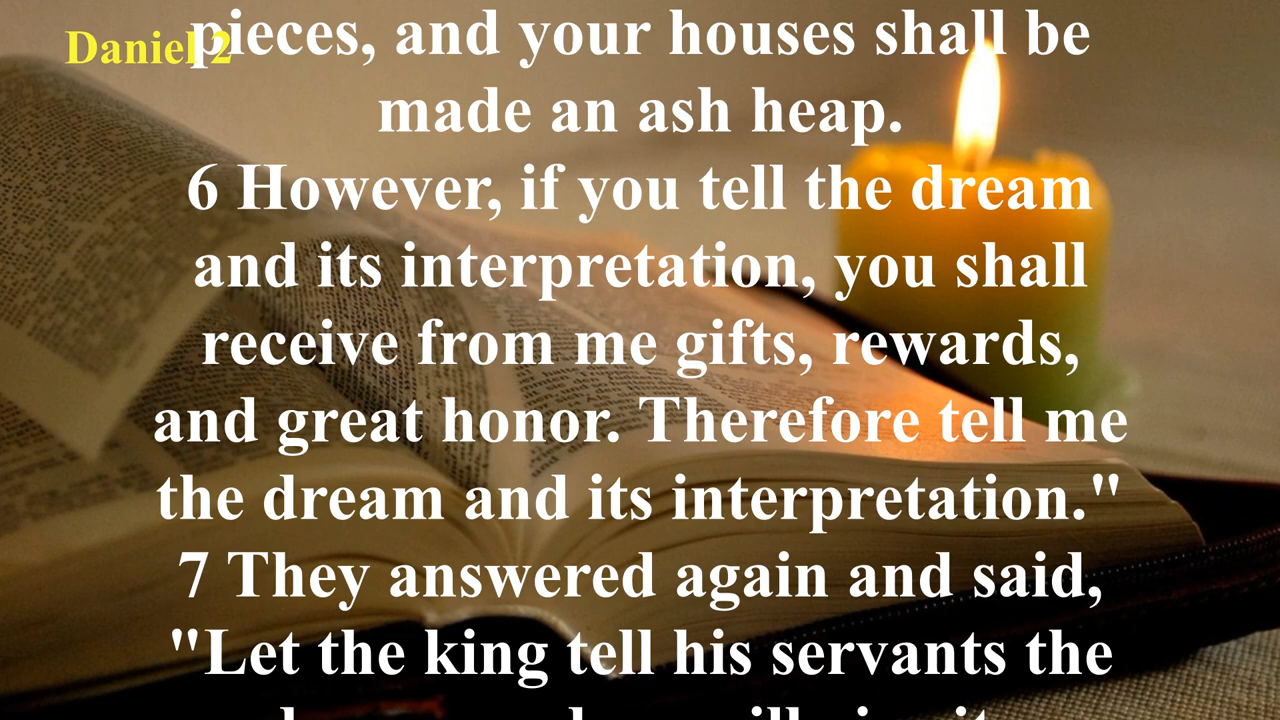 Daniel 2
pieces, and your houses shall be
made an ash heap.
6 However, if you tell the dream
and its interpretation, you shall
receive from me gifts, rewards,
and great honor. Therefore tell me
the dream and its interpretation."
7 They answered again and said,
"Let the king tell his servants the